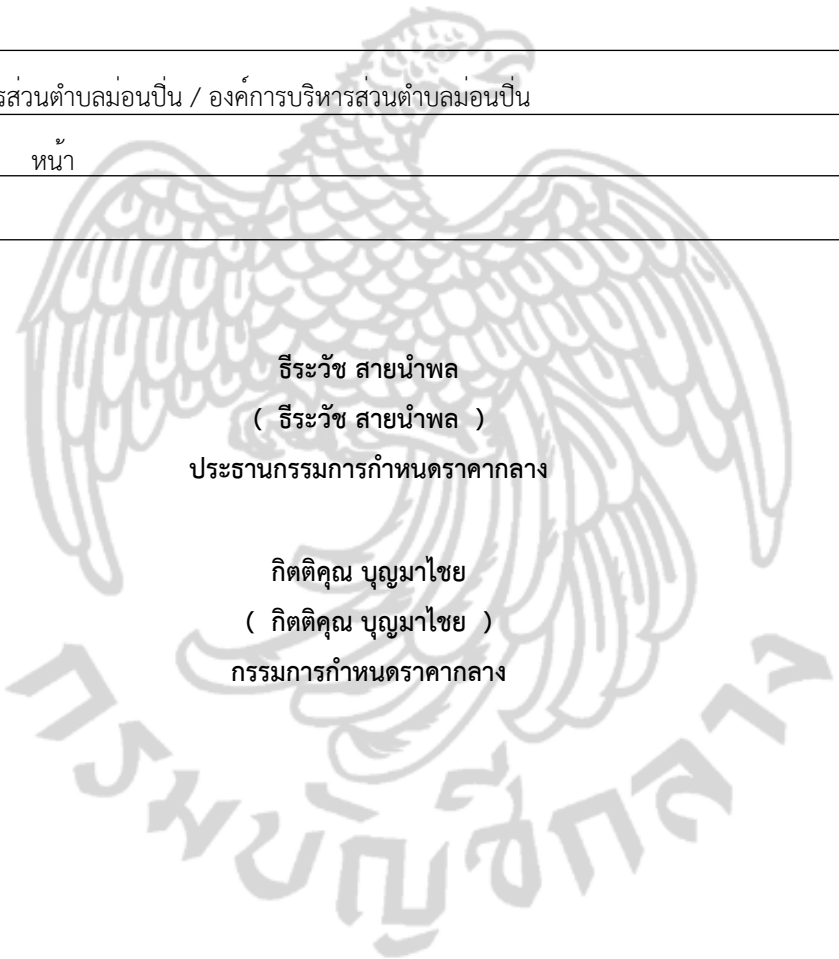 รส่วนตำบลม่อนปิ่น / องค์การบริหารส่วนตำบลม่อนปิ่น
หน้า
ธีระวัช สายนำพล
( ธีระวัช สายนำพล )
ประธานกรรมการกำหนดราคากลาง
กิตติคุณ บุญมาไชย
( กิตติคุณ บุญมาไชย )
กรรมการกำหนดราคากลาง
กรมบัญชีกลาง